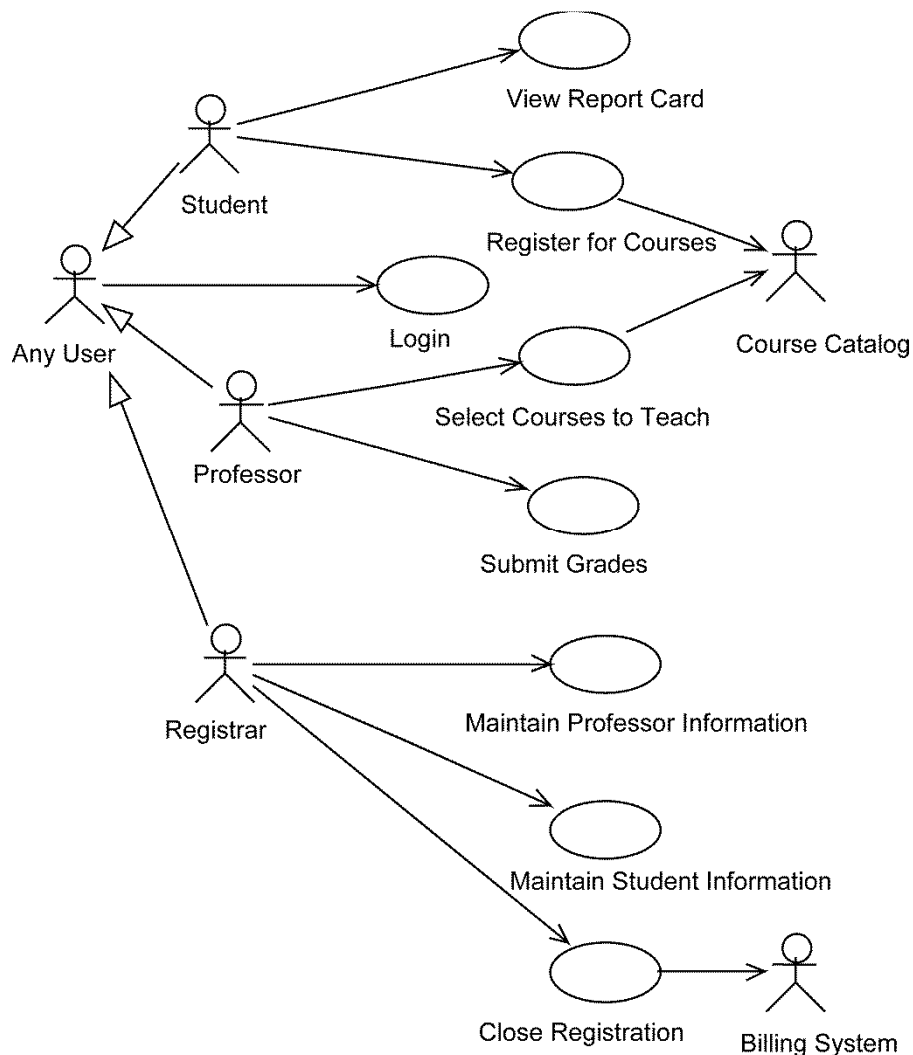 View Report Card
Student
Register for Courses
Any User
Login
Course Catalog
Professor
Select Courses to Teach
Submit Grades
Registrar
Maintain Professor Information
Maintain Student Information
Close Registration
Billing System